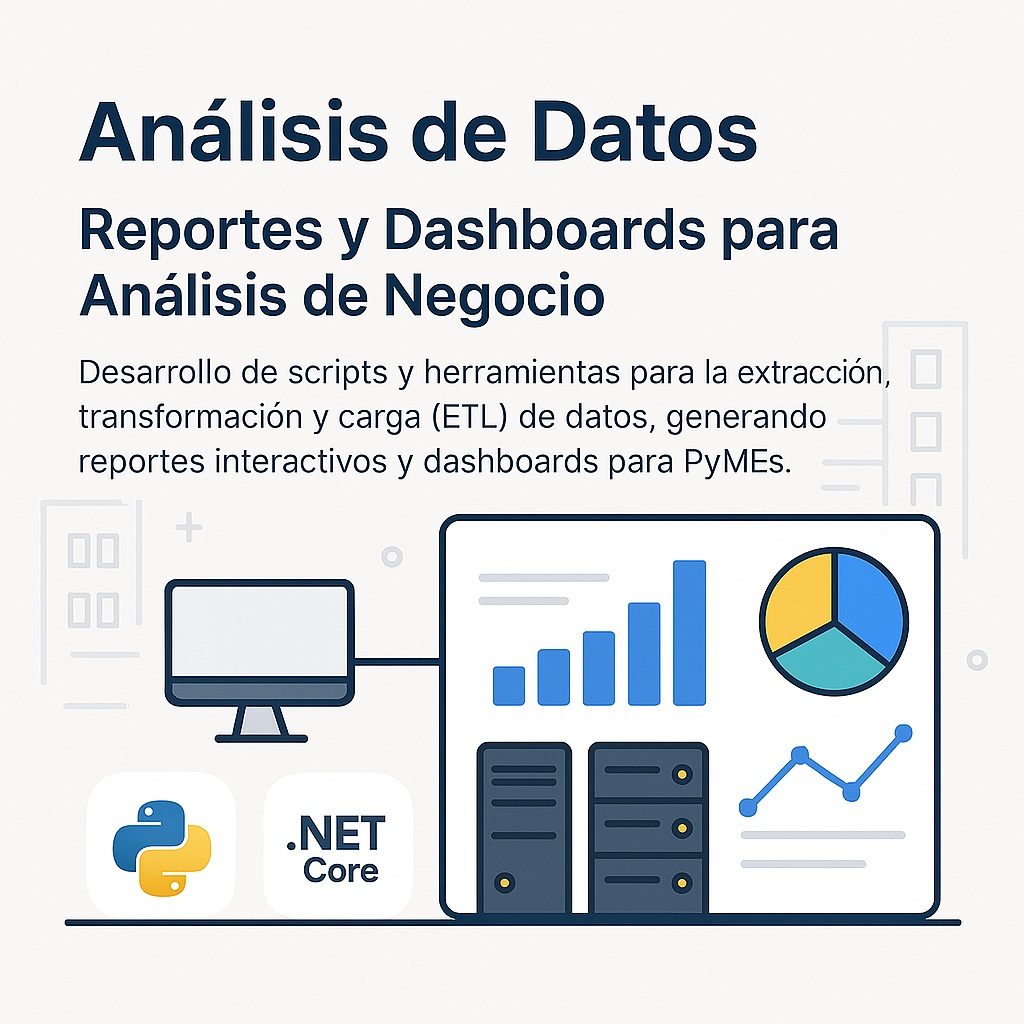 Análisis de Datos
Reportes y Dashboards para
Análisis de Negocio
Desarrollo de scripts y herramientas para la extracción,
transformación y carga (ETL) de datos, generando
reportes interactivos y dashboards para PyMEs.
.NET
Core